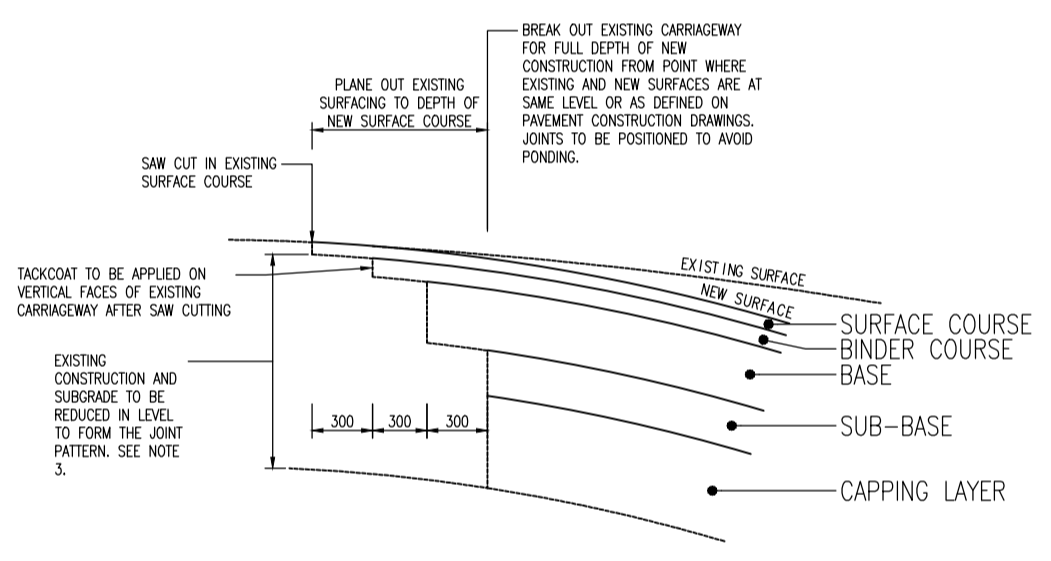 BREAK OUT EXISTING CARRIAGEWAY
FOR FULL DEPTH OF NEW
CONSTRUCTION FROM POINT WHERE
EXISTING AND NEW SURFACES ARE AT
SAME LEVEL OR AS DEFINED ON
PAVEMENT CONSTRUCTION DRAWINGS.
JOINTS TO BE POSITIONED TO AVOID
PONDING.
PLANE OUT EXISTING
SURFACING TO DEPTH OF
NEW SURFACE COURSE
SAW CUT IN EXISTING
SURFACE COURSE
TACKCOAT TO BE APPLIED ON
VERTICAL FACES OF EXISTING
CARRIAGEWAY AFTER SAW CUTTING
EXISTING SURFACE
NEW SURFACE
SURFACE COURSE
BINDER COURSE
BASE
SUB-BASE
CAPPING LAYER
EXISTING
CONSTRUCTION AND
SUBGRADE TO BE
REDUCED IN LEVEL
TO FORM THE JOINT
PATTERN. SEE NOTE
3.
300 300 300